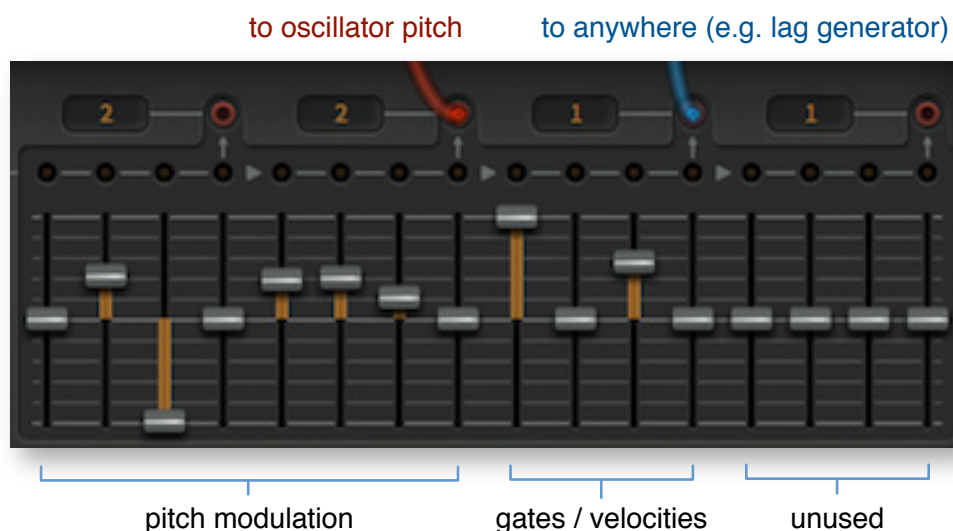 to oscillator pitch
to anywhere (e.g. lag generator)
2
2
1
1
pitch modulation
gates / velocities
unused